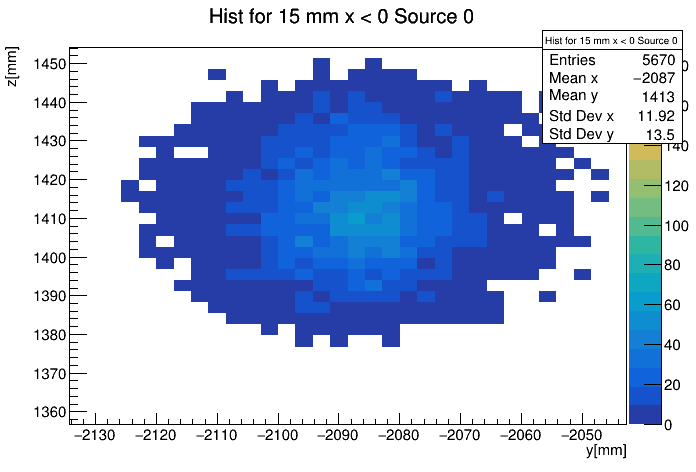 Hist for 15 mm x < 0 Source 0
z[mm]
Hist for 15 mm x < 0 Source 0
Entries 5670
Mean x −2087
Mean y 1413
Std Dev x 11.92
Std Dev y 13.5
1450
1440
1430
1420
1410
1400
1390
1380
1370
1360
140
120
100
80
60
40
20
0
−2130 −2120 −2110 −2100 −2090 −2080 −2070 −2060 −2050
y[mm]